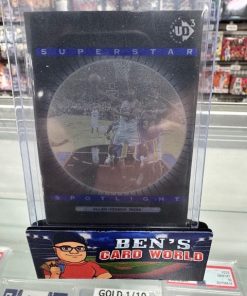 UD3
SUPERSTAR
SPOTLIGHT
BEN'S
CARD WORLD
GOLD 1/10